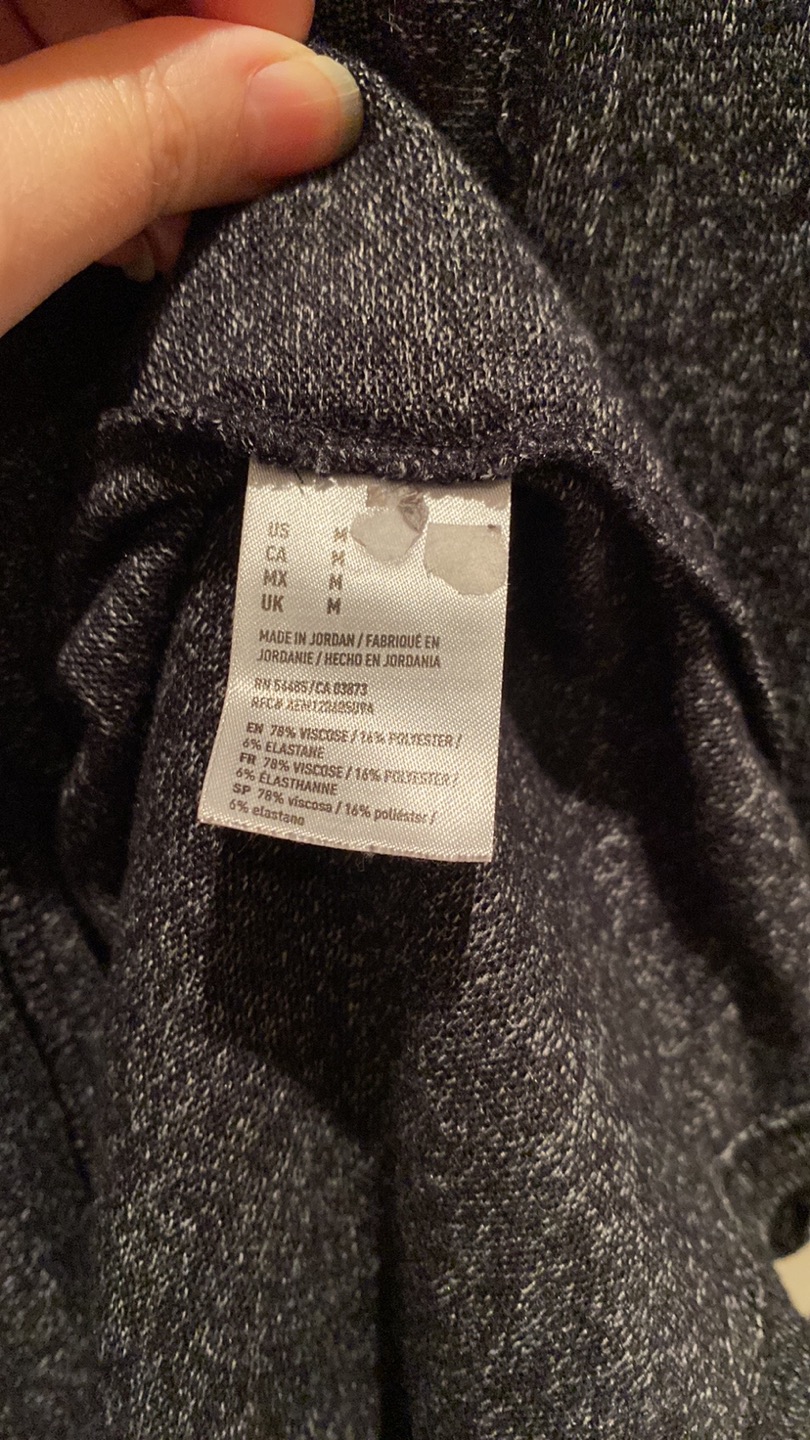 US M
CA M
MX M
UK M
MADE IN JORDAN / FABRIQUÉ EN
JORDANIE / HECHO EN JORDANIA
RN 54485/CA 03873
RFC#
EN 78% VISCOSE / 16% POLYESTER /
6% ELASTANE
FR 78% VISCOSE / 16% POLYESTER /
6% ÉLASTHANNE
SP 78% viscosa / 16% poliéster /
6% elastano